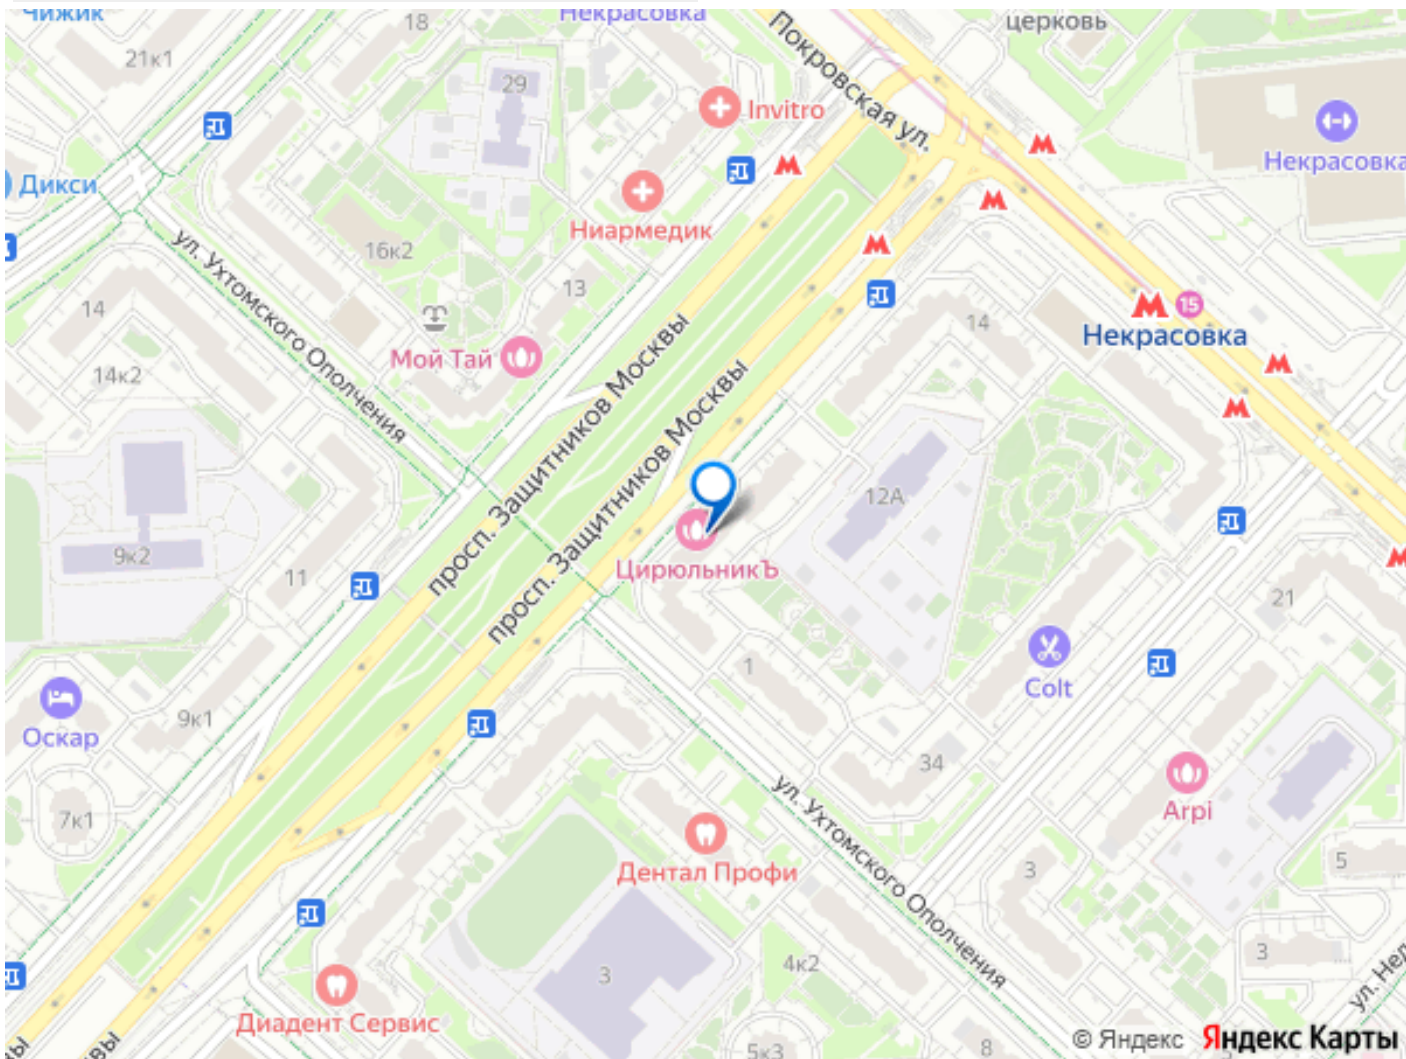 Чижик
21к1
18
Некрасовка
церковь
Покровская ул.
29
Invitro
Некрасовка
Дикси
Ниармедик
16к2
ул. Ухтомского Ополчения
13
14
14к2
Мой Тай
просп. Защитников Москвы
просп. Защитников Москвы
14
15
Некрасовка
12А
9к2
11
ЦирюльникЪ
21
1
Colt
Оскар
9к1
34
7к1
Arpi
ул. Ухтомского Ополчения
Дентал Профи
3
5
3
4к2
3
Диадент Сервис
5к3
8
© Яндекс Яндекс Карты